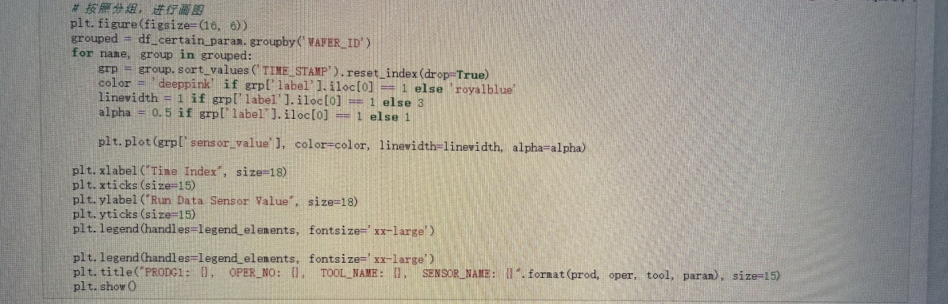 # 按照分组，进行画图
plt.figure(figsize=(16, 6))
grouped = df_certain_param.groupby('WAFER_ID')
for name, group in grouped:
    grp = group.sort_values('TIME_STAMP').reset_index(drop=True)
    color = 'deeppink' if grp['label'].iloc[0] == 1 else 'royalblue'
    linewidth = 1 if grp['label'].iloc[0] == 1 else 3
    alpha = 0.5 if grp['label'].iloc[0] == 1 else 1
    plt.plot(grp['sensor_value'], color=color, linewidth=linewidth, alpha=alpha)
plt.xlabel("Time Index", size=18)
plt.xticks(size=15)
plt.ylabel("Run Data Sensor Value", size=18)
plt.yticks(size=15)
plt.legend(handles=legend_elements, fontsize='xx-large')
plt.legend(handles=legend_elements, fontsize='xx-large')
plt.title("PRODG1: {}, OPER_NO: {}, TOOL_NAME: {}, SENSOR_NAME: {}".format(prod, oper, tool, param), size=15)
plt.show()